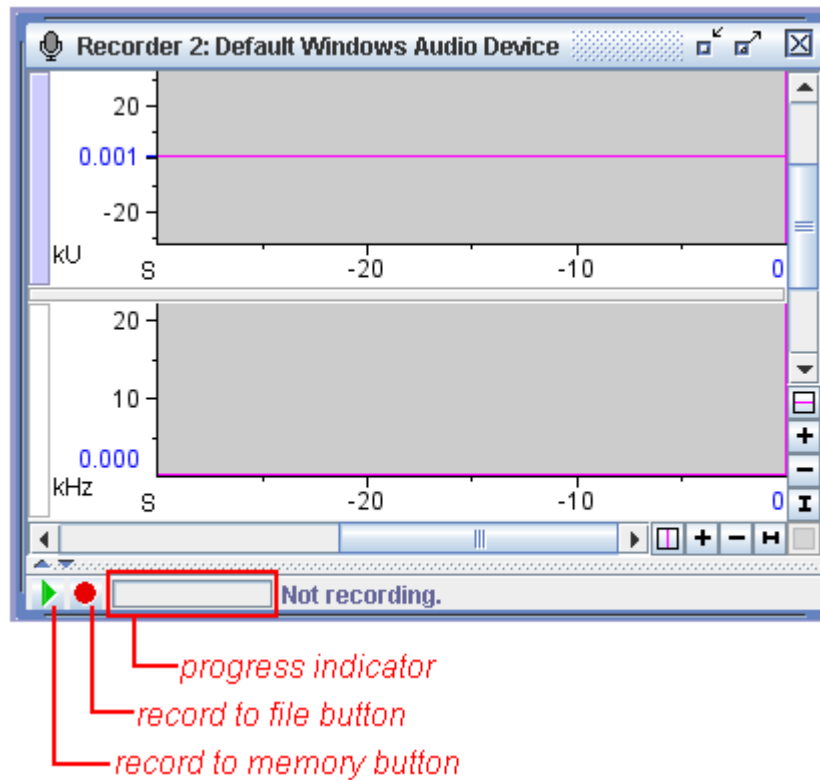 Recorder 2: Default Windows Audio Device
20
0.001
-20
kU
S -20 -10 0
20
10
0.000
kHz
S -20 -10 0
Not recording.
progress indicator
record to file button
record to memory button